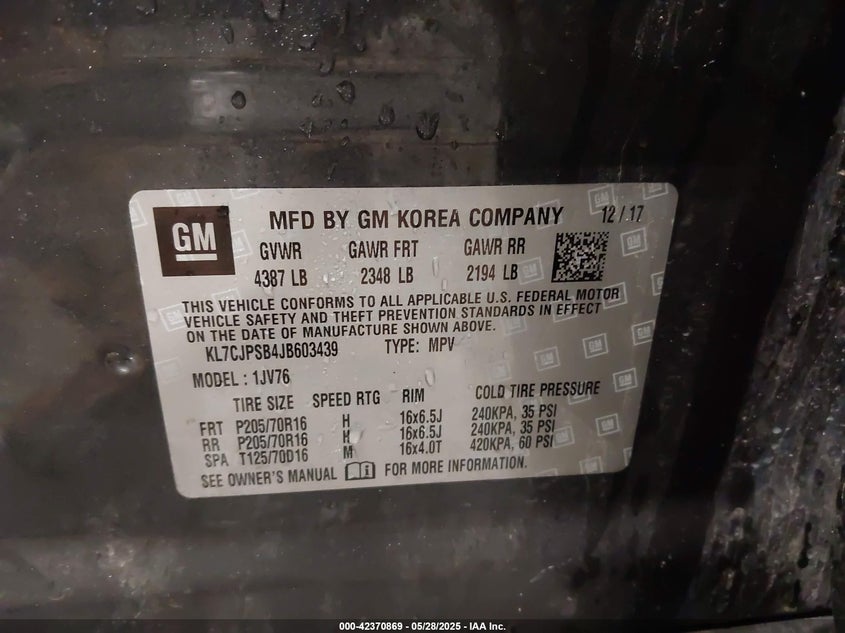 GM MFD BY GM KOREA COMPANY 12/17
GVWR GAWR FRT GAWR RR
4387 LB 2348 LB 2194 LB
THIS VEHICLE CONFORMS TO ALL APPLICABLE U.S. FEDERAL MOTOR
VEHICLE SAFETY AND THEFT PREVENTION STANDARDS IN EFFECT
ON THE DATE OF MANUFACTURE SHOWN ABOVE.
KL7CJPSB4JB603439 TYPE: MPV
MODEL : 1JV76
TIRE SIZE SPEED RTG RIM COLD TIRE PRESSURE
FRT P205/70R16 H 16x6.5J 240KPA, 35 PSI
RR P205/70R16 H 16x6.5J 240KPA, 35 PSI
SPA T125/70D16 M 16x4.0T 420KPA, 60 PSI
SEE OWNER'S MANUAL FOR MORE INFORMATION.
000-42370869 - 05/28/2025 - IAA Inc.